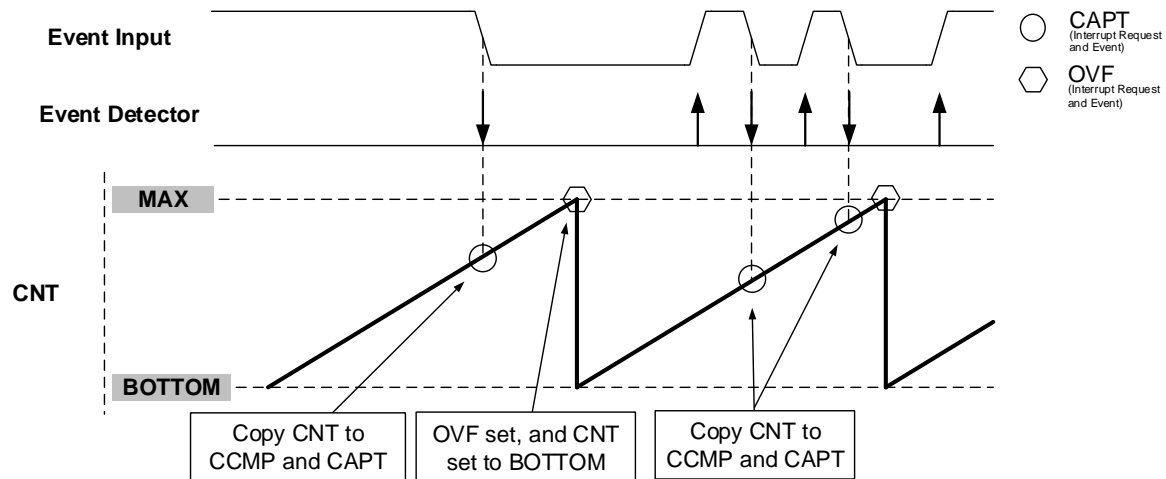 Event Input
CAPT
(Interrupt Request
and Event)
OVF
(Interrupt Request
and Event)
Event Detector
MAX
CNT
BOTTOM
Copy CNT to
CCMP and CAPT
OVF set, and CNT
set to BOTTOM
Copy CNT to
CCMP and CAPT